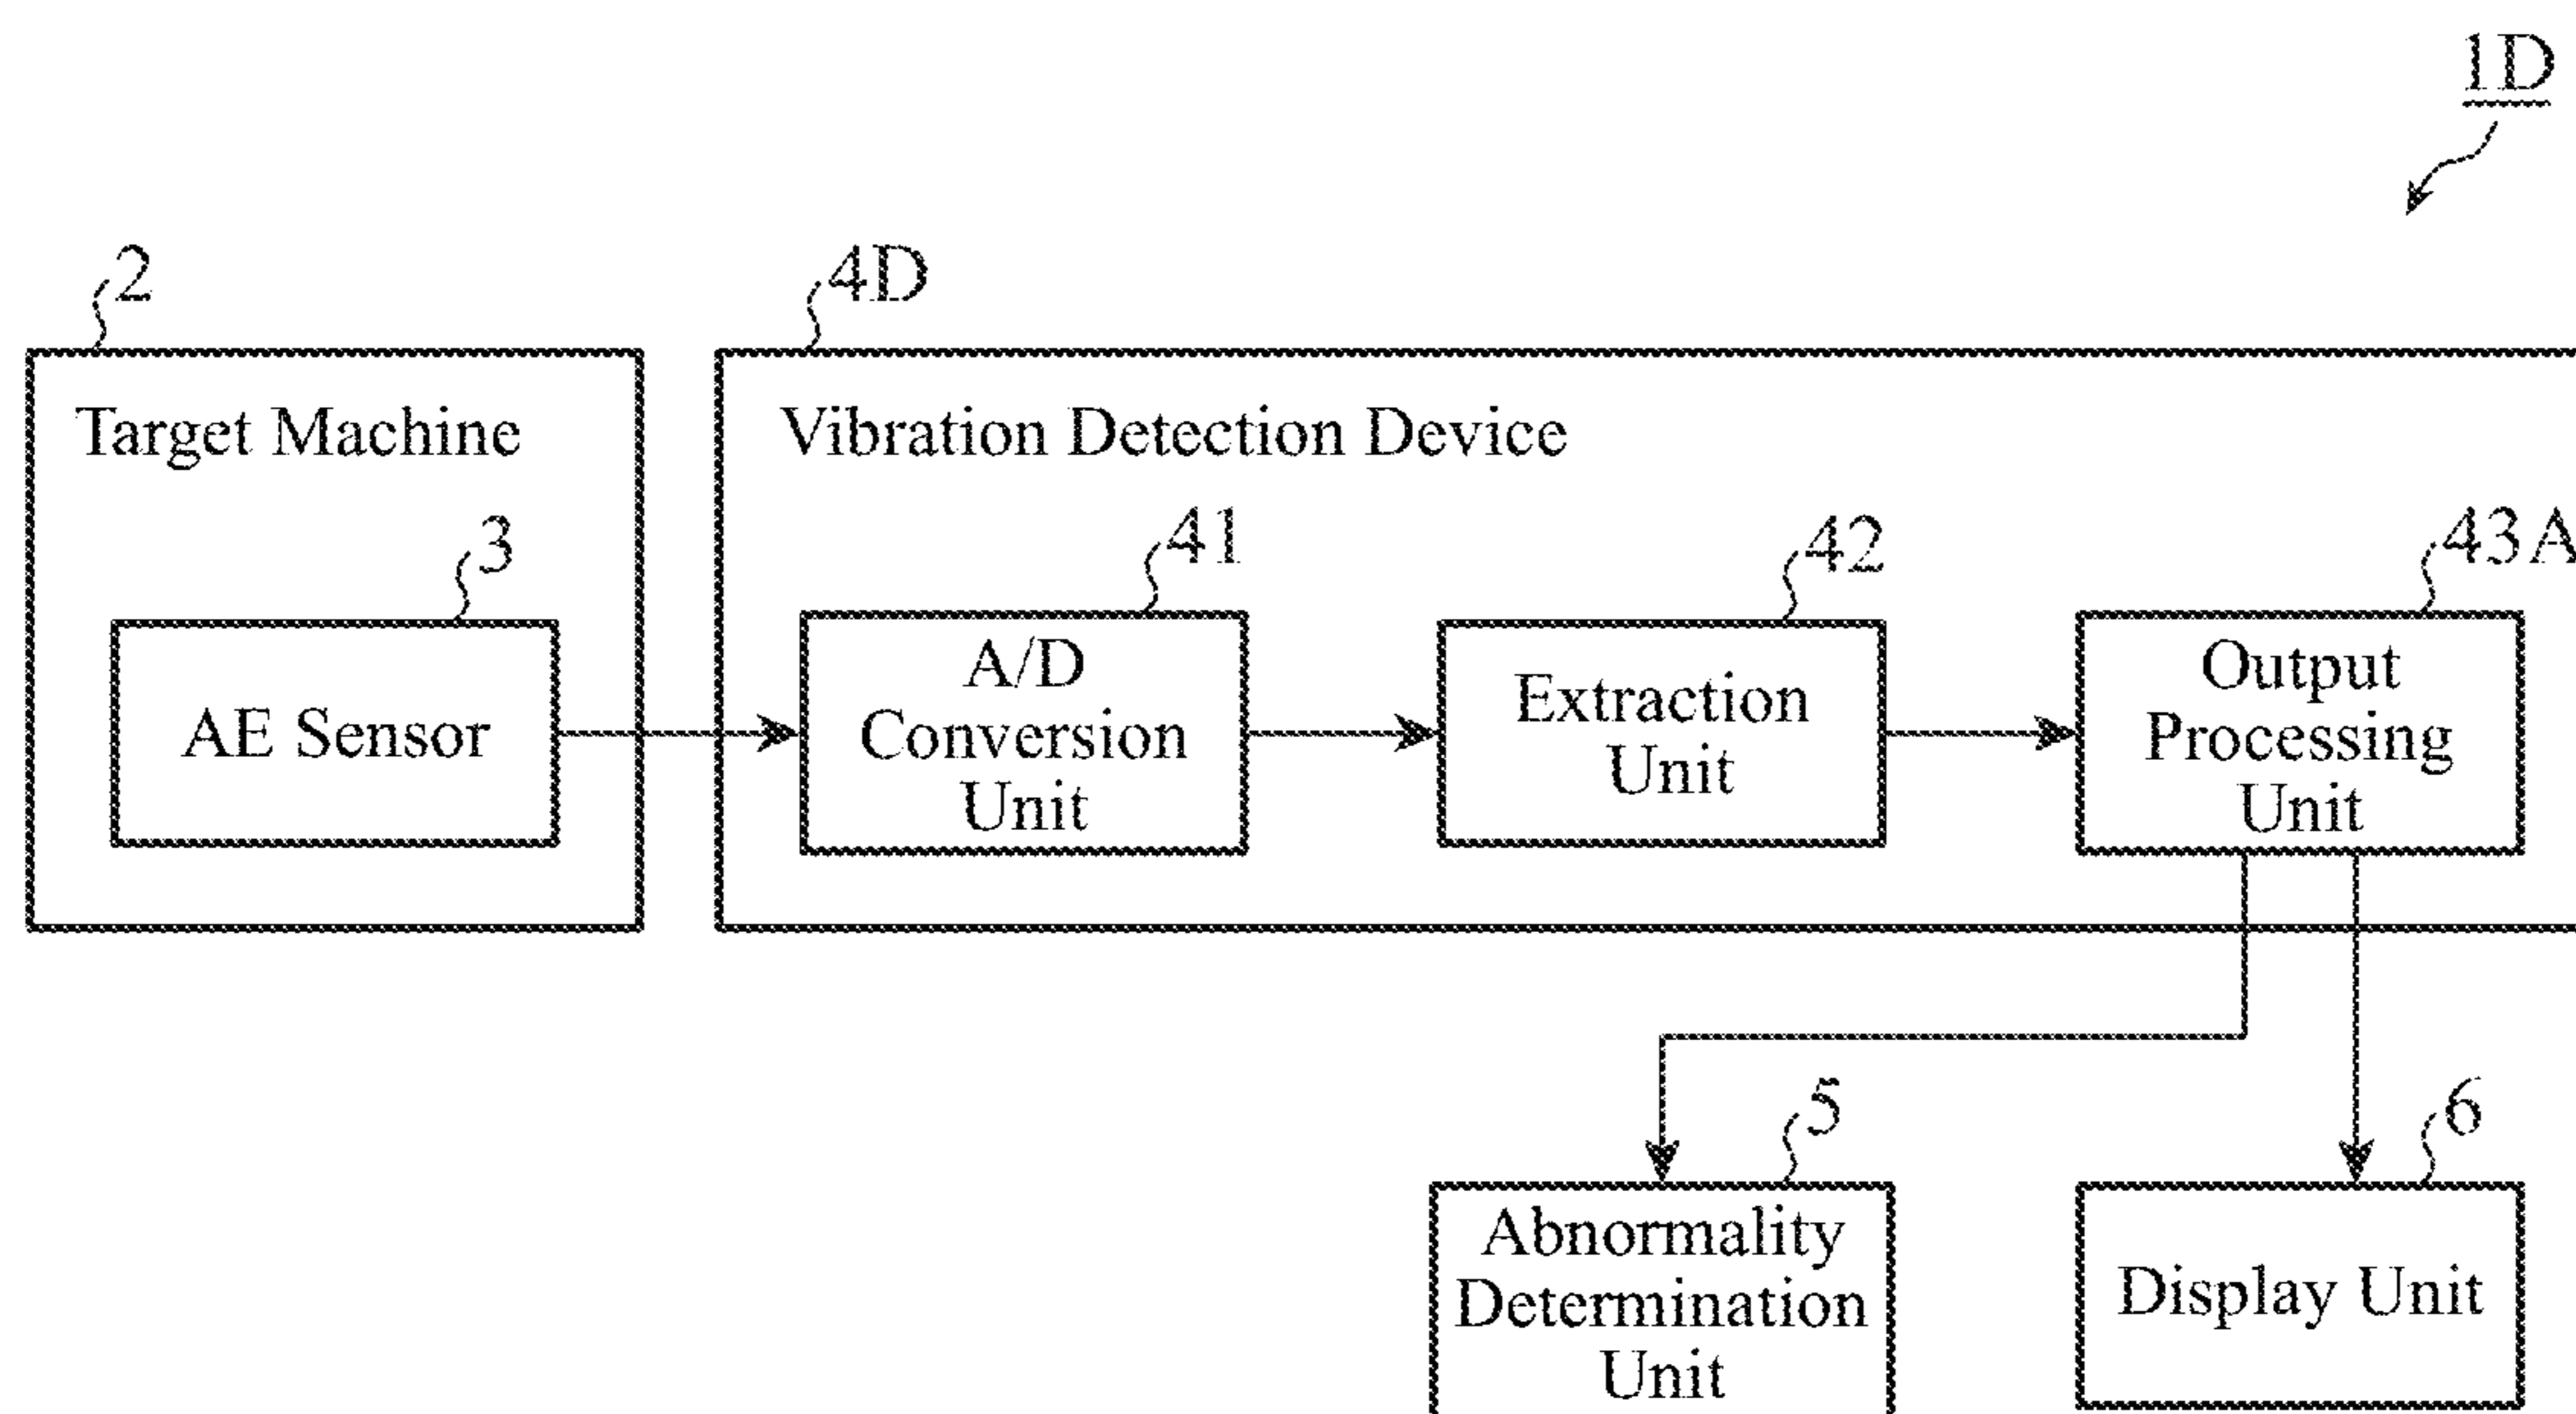 1D
2
4D
Target Machine
Vibration Detection Device
3
41
42
43A
AE Sensor
A/D
Conversion
Unit
Extraction
Unit
Output
Processing
Unit
5
6
Abnormality
Determination
Unit
Display Unit